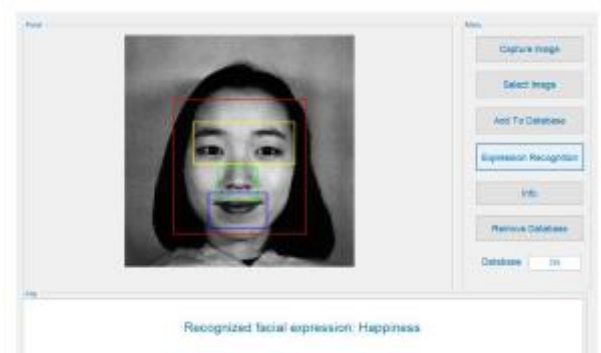 Capture Image
Select Image
Add To Database
Expression Recognition
Info
Remove Database
Database
Recognized facial expression: Happiness